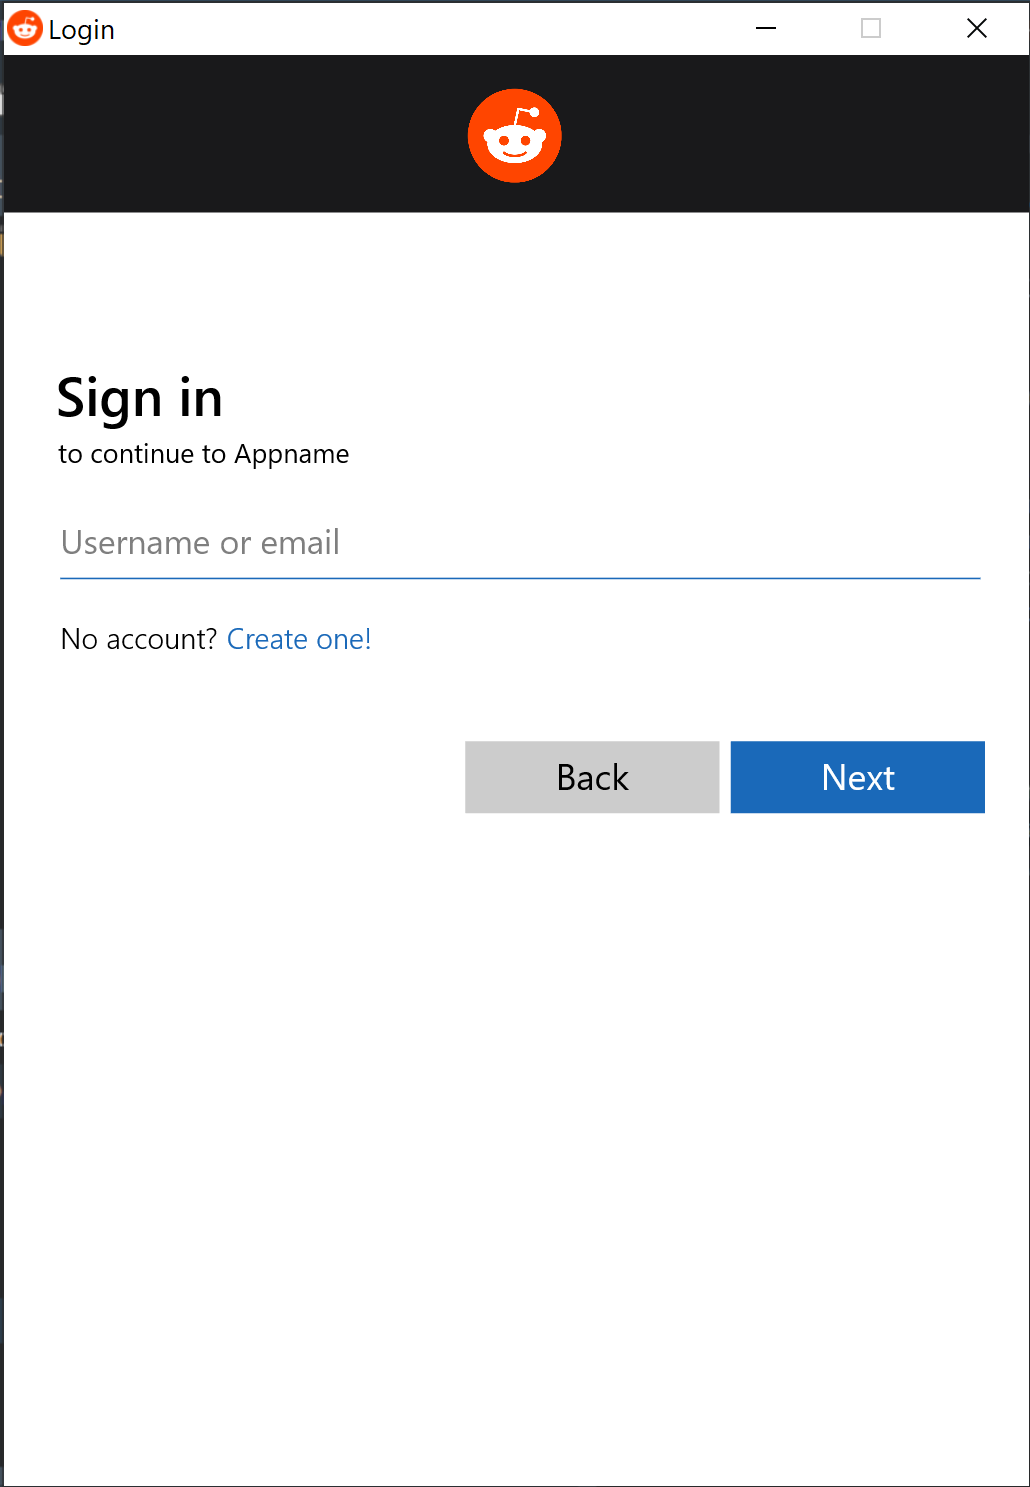 Login
Sign in
to continue to Appname
Username or email
No account? Create one!
Back Next